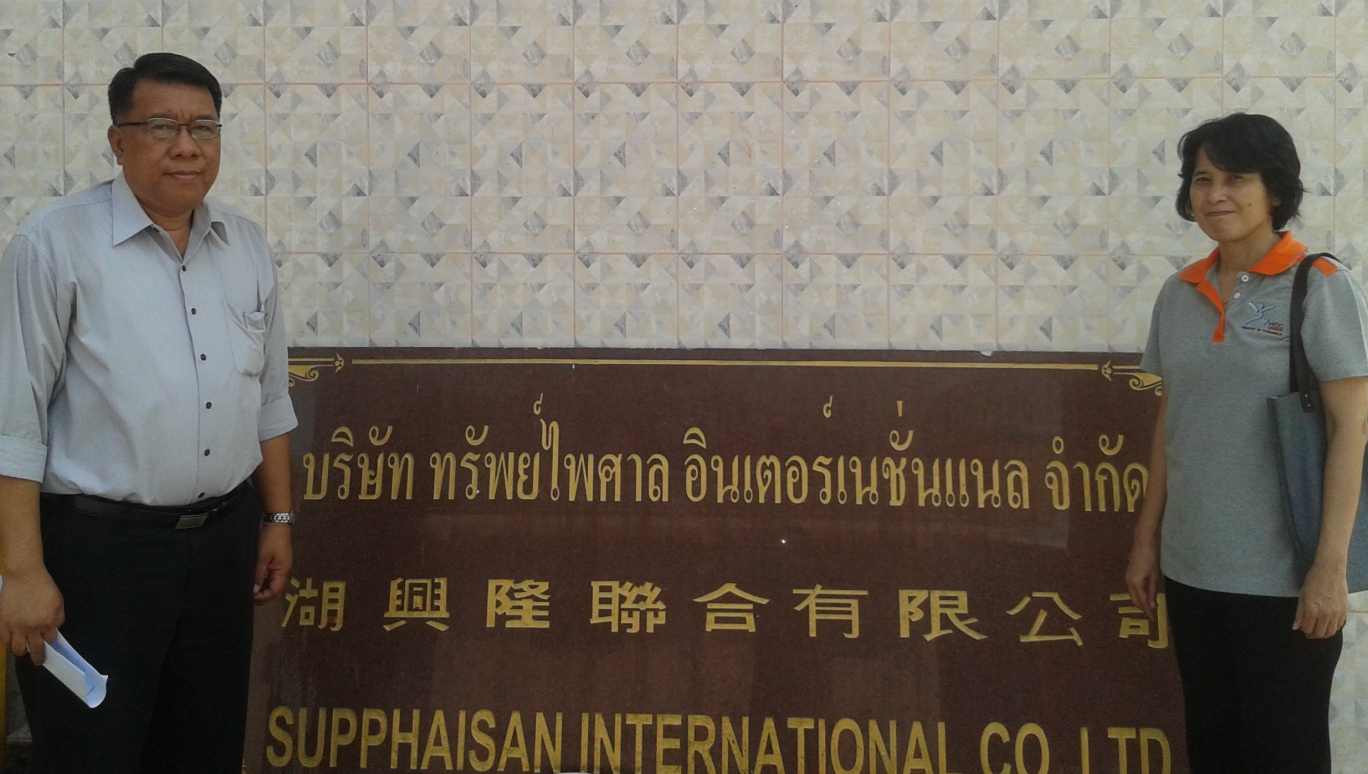 บริษัท ทรัพย์ไพศาล อินเตอร์เนชั่นแนล จำกัด
湖興隆聯合有限公司
SUPPHAISAN INTERNATIONAL CO. LTD